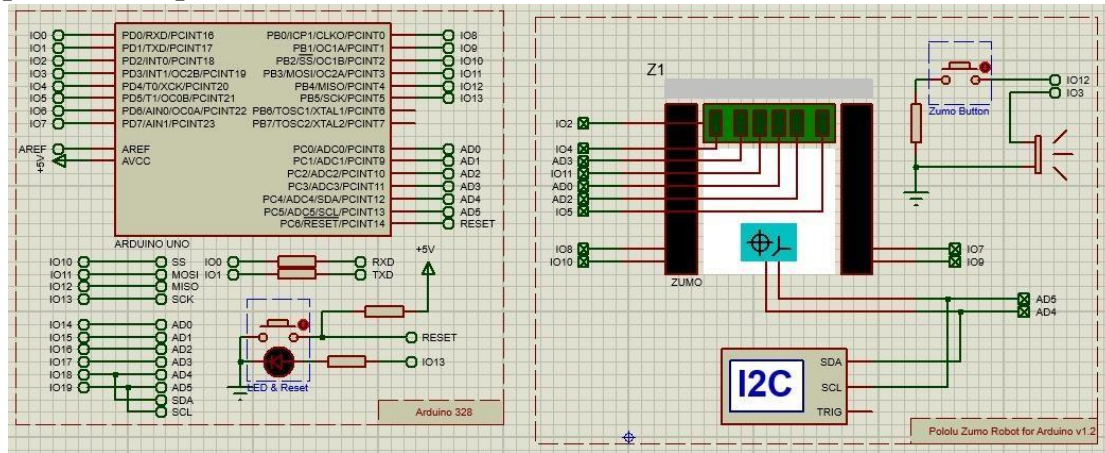 IO0 PD0/RXD/PCINT16 PB0/ICP1/CLKO/PCINT0 IO8
IO1 PD1/TXD/PCINT17 PB1/OC1A/PCINT1 IO9
IO2 PD2/INT0/PCINT18 PB2/SS/OC1B/PCINT2 IO10
IO3 PD3/INT1/OC2B/PCINT19 PB3/MOSI/OC2A/PCINT3 IO11
IO4 PD4/T0/XCK/PCINT20 PB4/MISO/PCINT4 IO12
IO5 PD5/T1/OC0B/PCINT21 PB5/SCK/PCINT5 IO13
IO6 PD6/AIN0/OC0A/PCINT22 PB6/TOSC1/XTAL1/PCINT6
IO7 PD7/AIN1/PCINT23 PB7/TOSC2/XTAL2/PCINT7
AREF AREF PC0/ADC0/PCINT8 AD0
+5V AVCC PC1/ADC1/PCINT9 AD1
PC2/ADC2/PCINT10 AD2
PC3/ADC3/PCINT11 AD3
PC4/ADC4/SDA/PCINT12 AD4
PC5/ADC5/SCL/PCINT13 AD5
PC6/RESET/PCINT14 RESET
ARDUINO UNO
IO10 SS IO0 RXD
IO11 MOSI IO1 TXD
IO12 MISO
IO13 SCK
+5V
IO14 AD0
IO15 AD1
IO16 AD2
IO17 AD3
IO18 AD4
IO19 AD5
SDA
SCL
RESET
IO13
LED & Reset
Arduino 328
Z1
IO2
IO4
AD3
IO11
AD0
AD2
IO5
IO8
IO10
ZUMO
IO12
IO3
Zumo Button
IO7
IO9
AD5
AD4
I2C
SDA
SCL
TRIG
Pololu Zumo Robot for Arduino v1.2